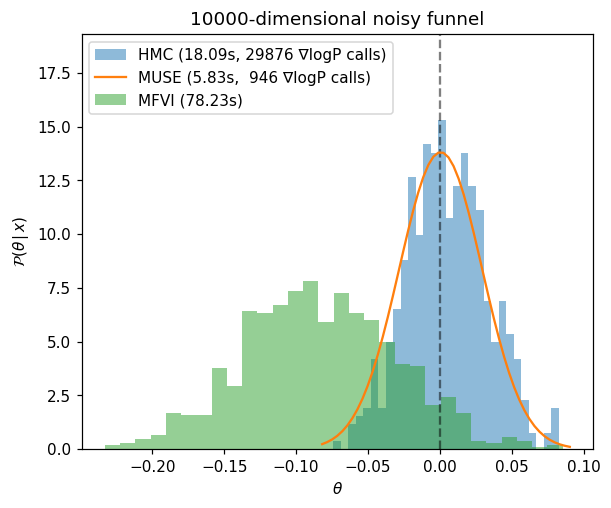 10000-dimensional noisy funnel
HMC (18.09s, 29876 ∇logP calls)
MUSE (5.83s,  946 ∇logP calls)
MFVI (78.23s)
17.5
15.0
12.5
10.0
7.5
5.0
2.5
0.0
𝒫(θ | x)
−0.20 −0.15 −0.10 −0.05 0.00 0.05 0.10
θ